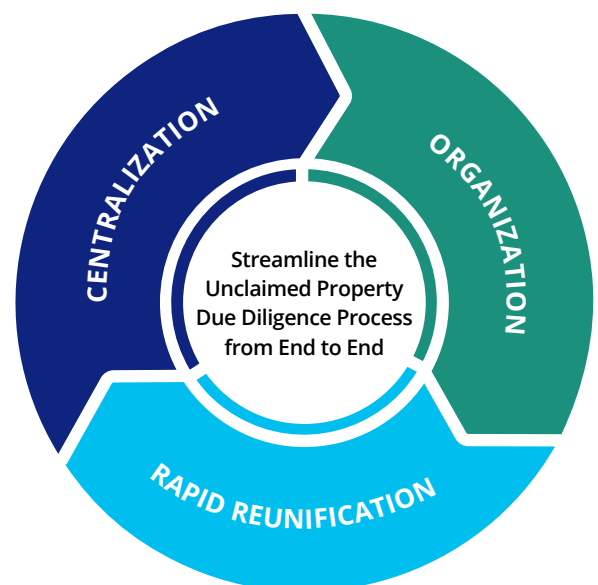 CENTRALIZATION
ORGANIZATION
Streamline the
Unclaimed Property
Due Diligence Process
from End to End
RAPID REUNIFICATION